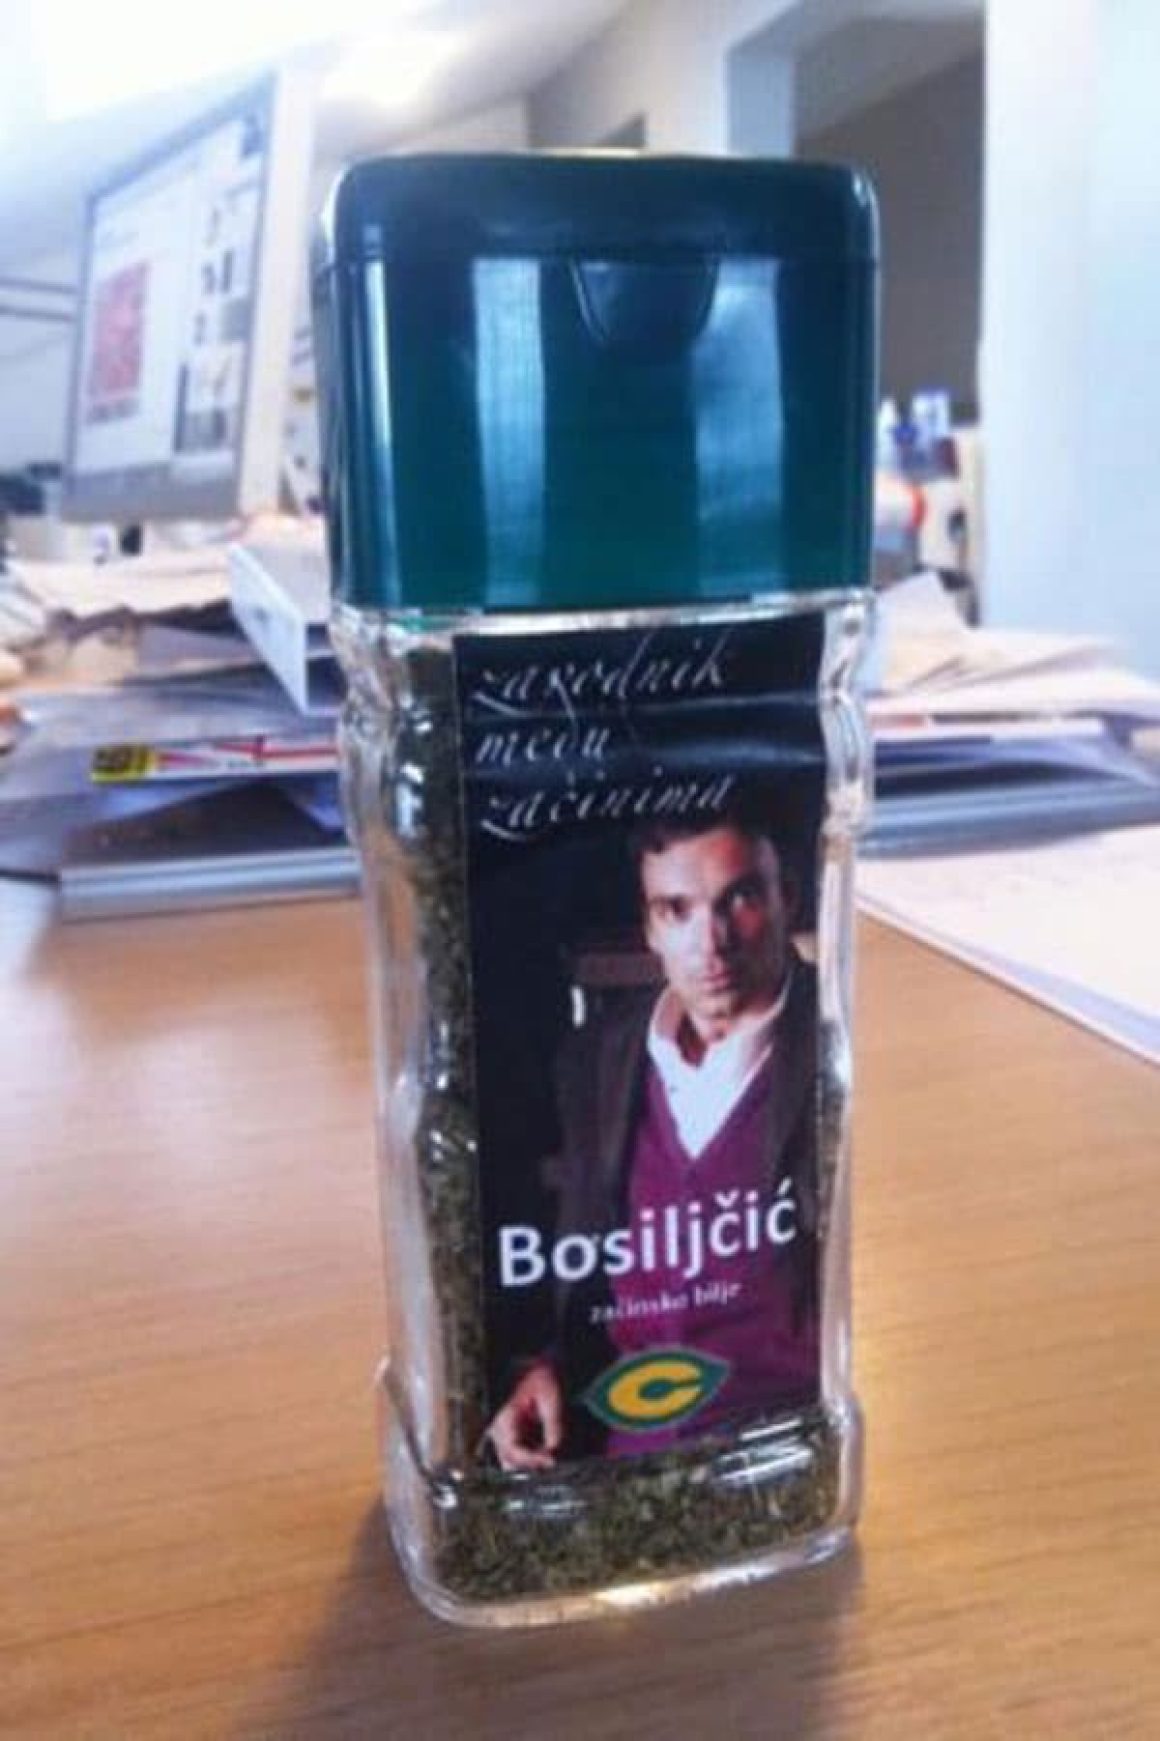 zavodnik
među
začinima
Bosiljčić
začinsko bilje
C